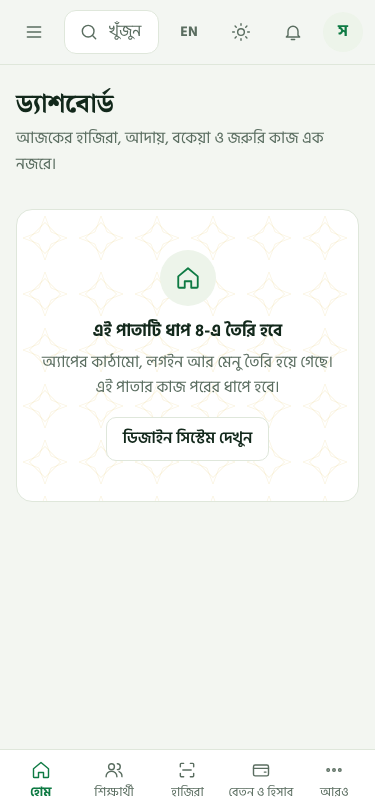 খুঁজুন
EN
স
ড্যাশবোর্ড
আজকের হাজিরা, আদায়, বকেয়া ও জরুরি কাজ এক
নজরে।
এই পাতাটি ধাপ ৪-এ তৈরি হবে
অ্যাপের কাঠামো, লগইন আর মেনু তৈরি হয়ে গেছে।
এই পাতার কাজ পরের ধাপে হবে।
ডিজাইন সিস্টেম দেখুন
হোম
শিক্ষার্থী
হাজিরা
বেতন ও হিসাব
আরও